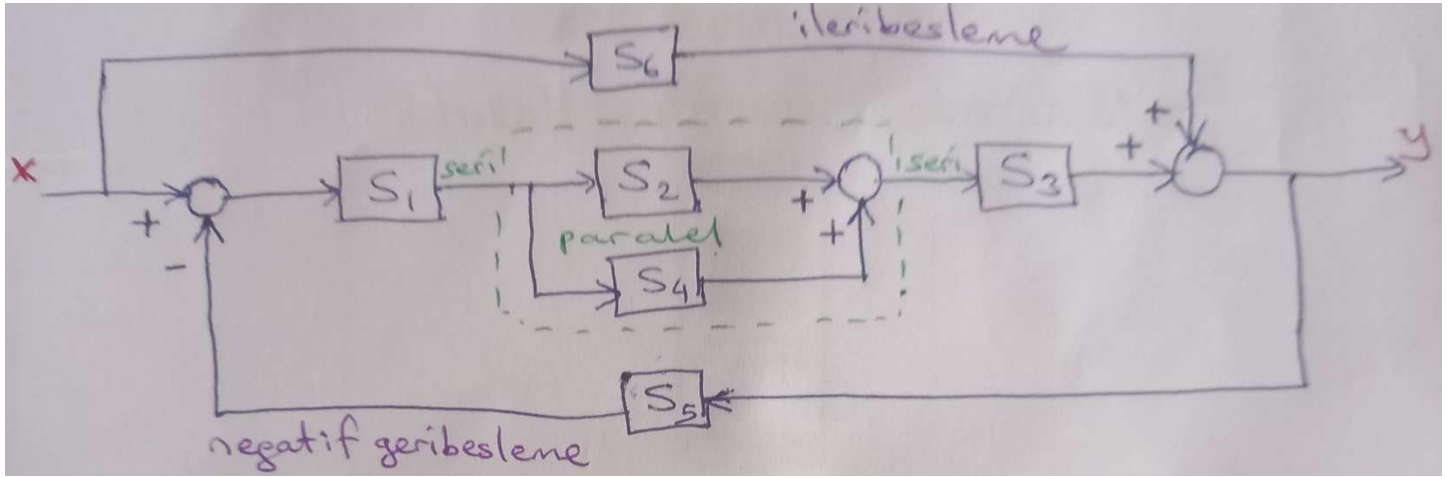 ileribesleme
S6
+
+
x
S1
seri
S2
seri
S3
y
+
+
paralel
+
-
S4
S5
negatif geribesleme